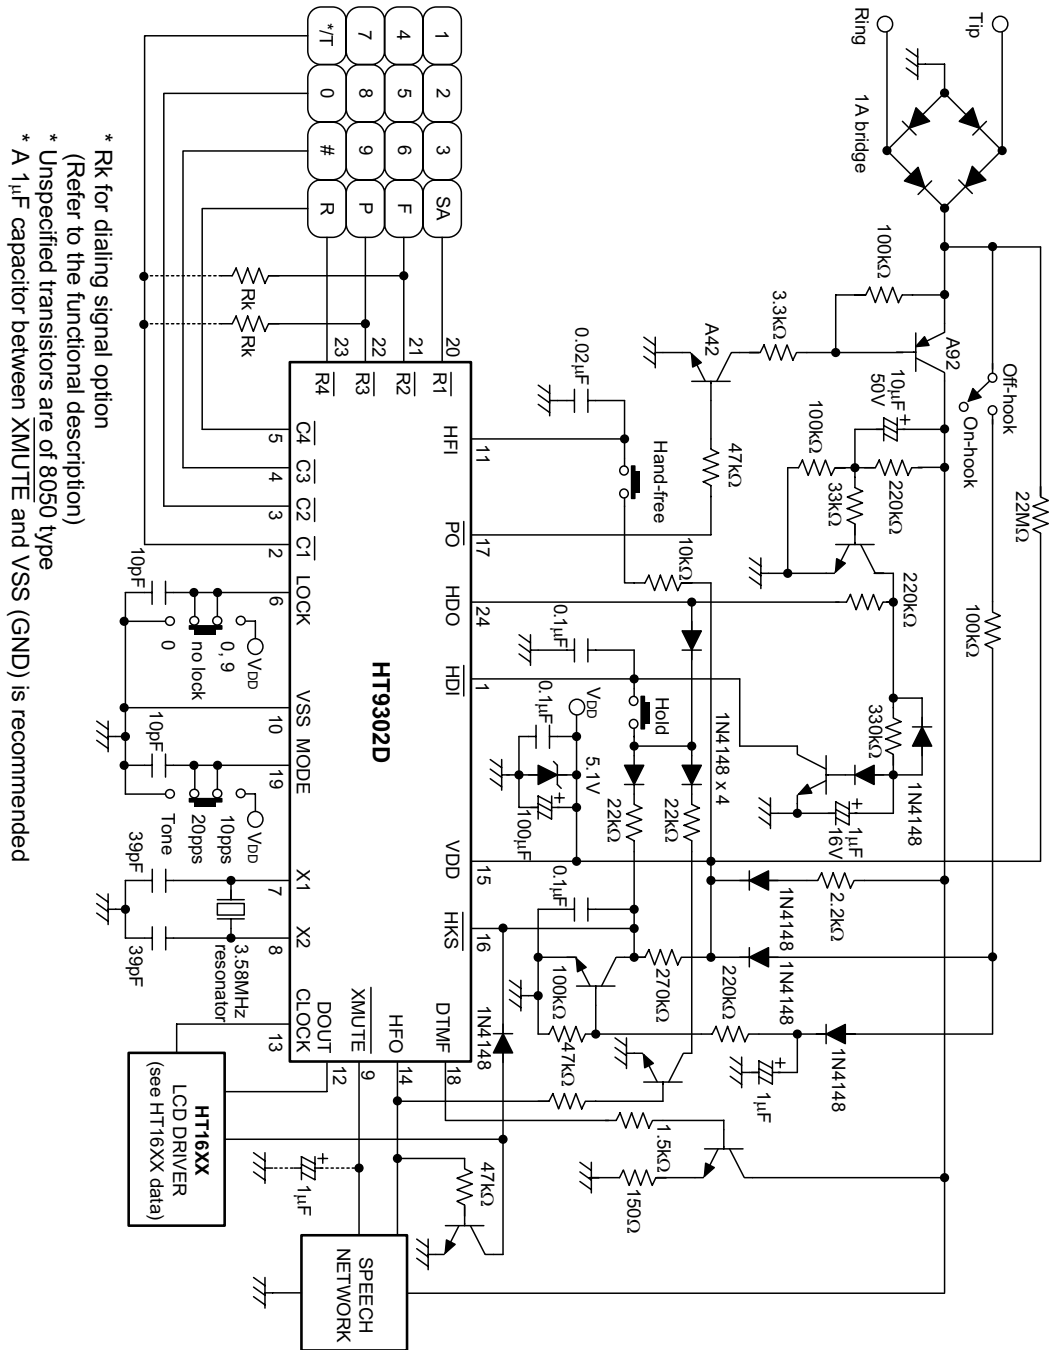 Tip
Ring
1A bridge
100kΩ
A92
Off-hook
On-hook
22MΩ
100kΩ
3.3kΩ
A42
10µF
50V
+
220kΩ
100kΩ
33kΩ
220kΩ
47kΩ
0.02µF
Hand-free
10kΩ
330kΩ
1N4148
1µF
16V
+
1N4148 x 4
0.1µF
Hold
22kΩ
22kΩ
VDD
0.1µF
5.1V
100µF
+
0.1µF
2.2kΩ
1N4148
1N4148
270kΩ
220kΩ
100kΩ
1N4148
1µF
+
47kΩ
1.5kΩ
150Ω
1N4148
47kΩ
1 2 3 SA
4 5 6 F
7 8 9 P
*/T 0 # R
Rk
Rk
20 21 22 23
R1 R2 R3 R4
11 17 24 1 15 16
HFI PO HDO HDI VDD HKS
HT9302D
DTMF 18
HFO 14
XMUTE 9
DOUT 12
C4 C3 C2 C1 LOCK VSS MODE X1 X2 CLOCK
5 4 3 2 6 10 19 7 8 13
10pF
0
no lock
0, 9
VDD
10pF
Tone
20pps
10pps
VDD
39pF
39pF
3.58MHz
resonator
HT16XX
LCD DRIVER
(see HT16XX data)
1µF
+
SPEECH
NETWORK
* Rk for dialing signal option
(Refer to the functional description)
* Unspecified transistors are of 8050 type
* A 1µF capacitor between XMUTE and VSS (GND) is recommended